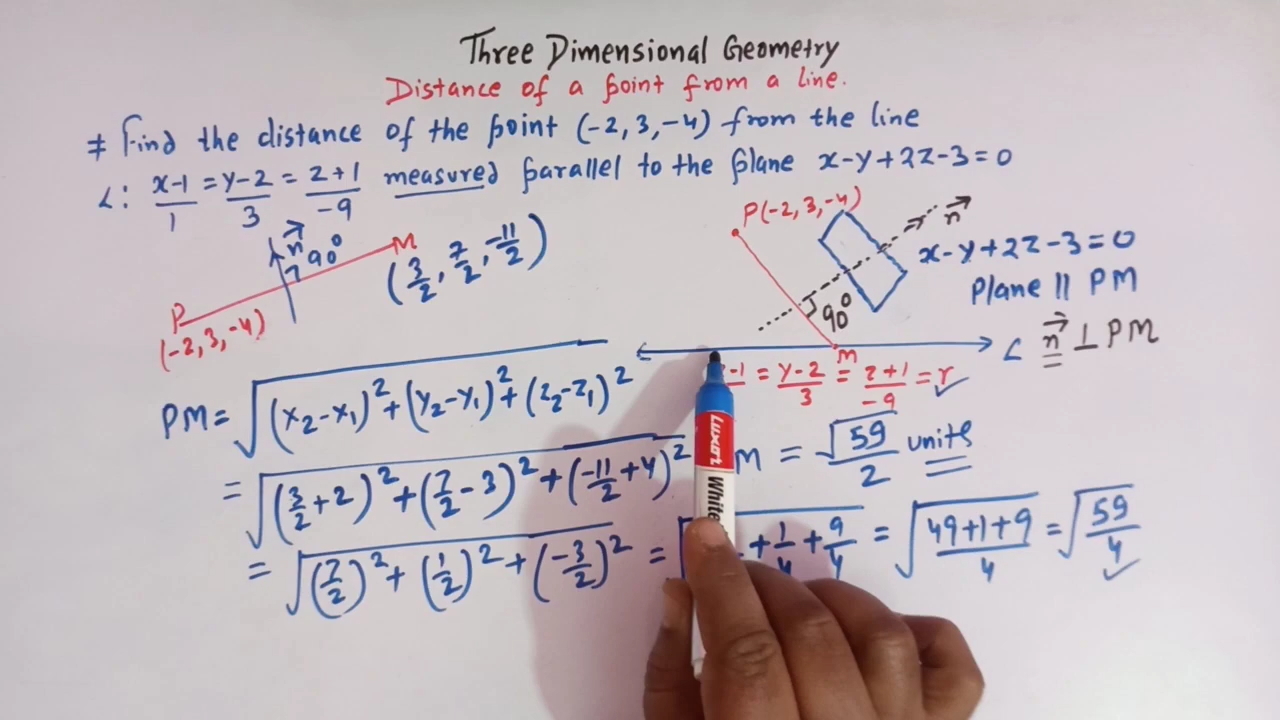 Three Dimensional Geometry
Distance of a point from a line.
≠ Find the distance of the point (-2, 3, -4) from the line
L: x-1/1 = y-2/3 = z+1/-9 measured parallel to the plane x-y+2z-3=0
n⃗ 90° M (3/2, 7/2, -11/2)
P (-2, 3, -4)
P(-2, 3, -4) n⃗
x-y+2z-3=0
Plane || PM
90°
∠ n⃗ ⊥ PM
M
-1 = y-2/3 = z+1/-9 = r ✓
PM = √(x₂-x₁)²+(y₂-y₁)²+(z₂-z₁)²
M = √59/2 units
= √(3/2+2)²+(7/2-3)²+(-11/2+4)²
= √(7/2)²+(1/2)²+(-3/2)² = √ +1/4+9/4 = √49+1+9/4 = √59/4 ✓
Luxor
White